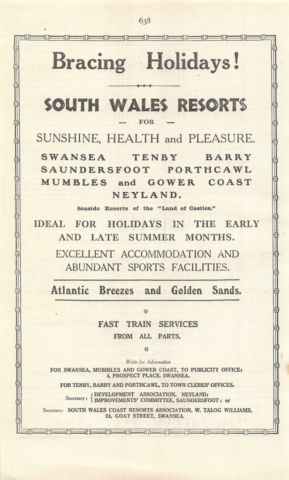 638
Bracing Holidays!
SOUTH WALES RESORTS
— FOR —
SUNSHINE, HEALTH and PLEASURE.
SWANSEA TENBY BARRY
SAUNDERSFOOT PORTHCAWL
MUMBLES and GOWER COAST
NEYLAND.
Seaside Resorts of the "Land of Castles."
IDEAL FOR HOLIDAYS IN THE EARLY
AND LATE SUMMER MONTHS.
EXCELLENT ACCOMMODATION AND
ABUNDANT SPORTS FACILITIES.
Atlantic Breezes and Golden Sands.
FAST TRAIN SERVICES
FROM ALL PARTS.
Write for Information
FOR SWANSEA, MUMBLES AND GOWER COAST, TO PUBLICITY OFFICE:
4, PROSPECT PLACE, SWANSEA.
FOR TENBY, BARRY AND PORTHCAWL, TO TOWN CLERKS' OFFICES.
Secretary: { DEVELOPMENT ASSOCIATION, NEYLAND;
IMPROVEMENTS' COMMITTEE, SAUNDERSFOOT; or
Secretary: SOUTH WALES COAST RESORTS ASSOCIATION, W. TALOG WILLIAMS,
24, GOAT STREET, SWANSEA.